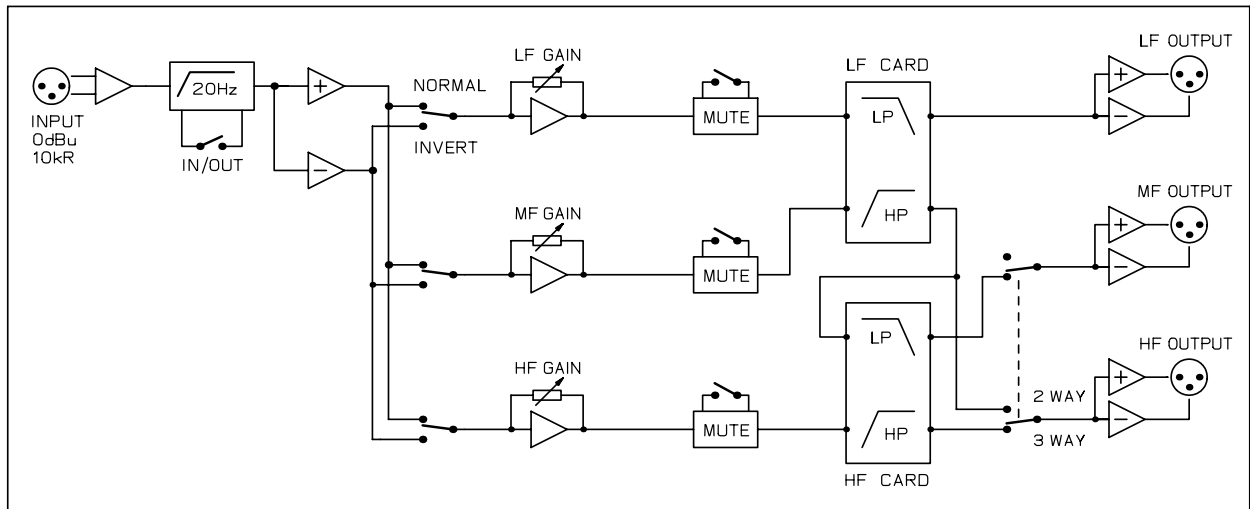 INPUT
0dBu
10kR
20Hz
IN/OUT
+
−
NORMAL
INVERT
LF GAIN
MUTE
LF CARD
LP
HP
LF OUTPUT
+
−
MF GAIN
MUTE
MF OUTPUT
+
−
HF GAIN
MUTE
LP
HP
HF CARD
2 WAY
3 WAY
HF OUTPUT
+
−